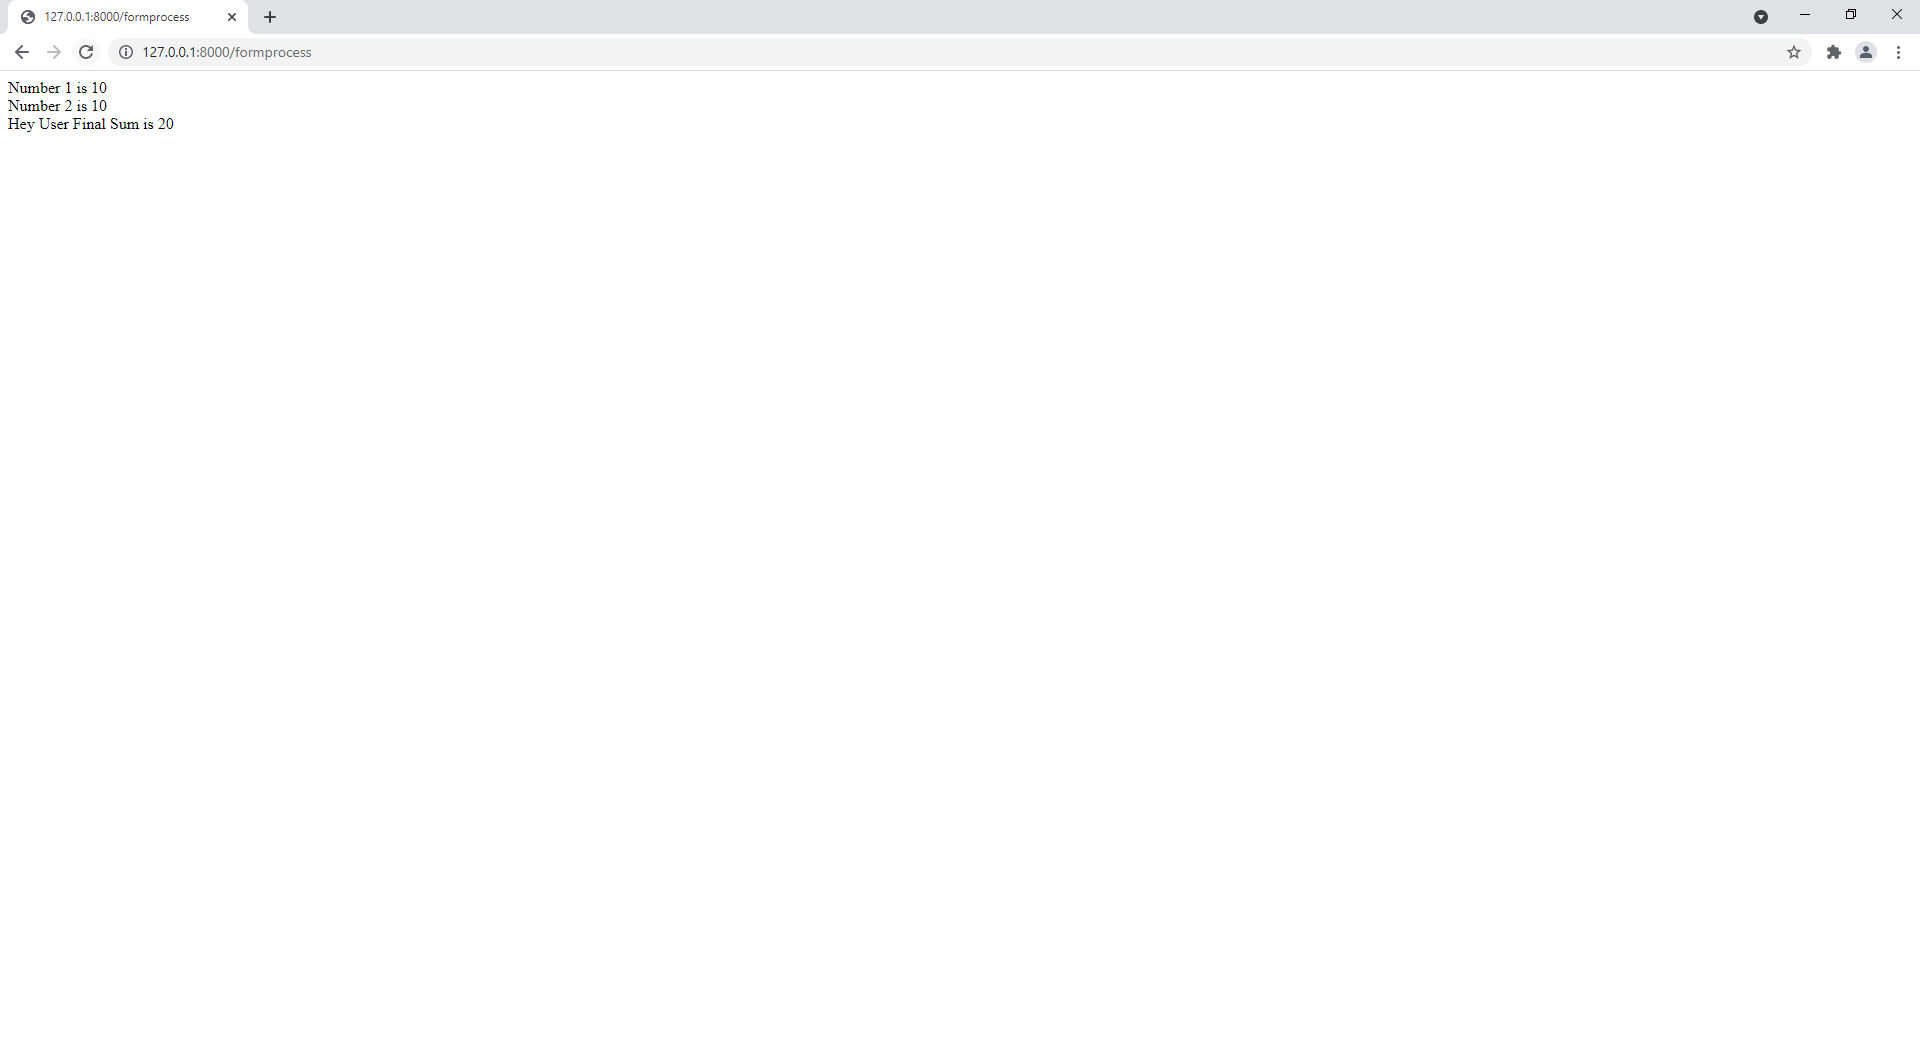 127.0.0.1:8000/formprocess
127.0.0.1:8000/formprocess
Number 1 is 10
Number 2 is 10
Hey User Final Sum is 20